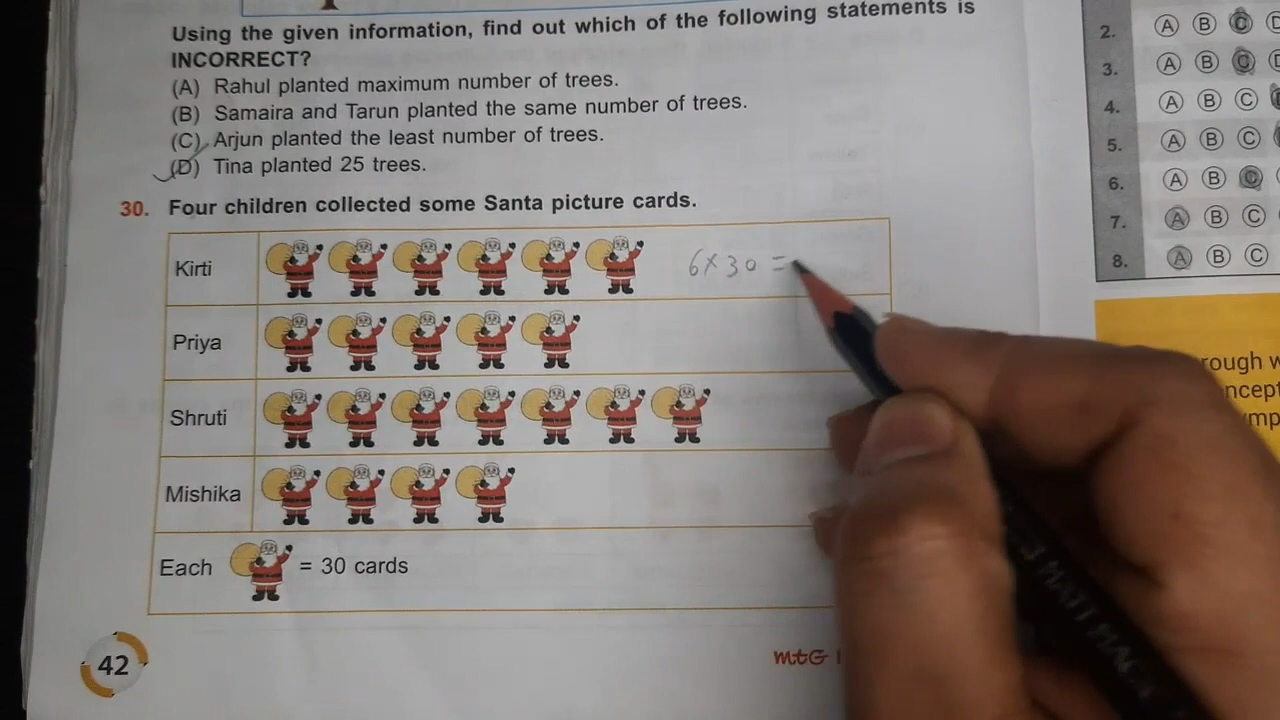 Using the given information, find out which of the following statements is
INCORRECT?
(A) Rahul planted maximum number of trees.
(B) Samaira and Tarun planted the same number of trees.
(C) Arjun planted the least number of trees.
(D) Tina planted 25 trees.
30. Four children collected some Santa picture cards.
Kirti 6×30 =
Priya
Shruti
Mishika
Each = 30 cards
42
mtG
2. A B C D
3. A B C
4. A B C
5. A B C
6. A B C
7. A B C
8. A B C